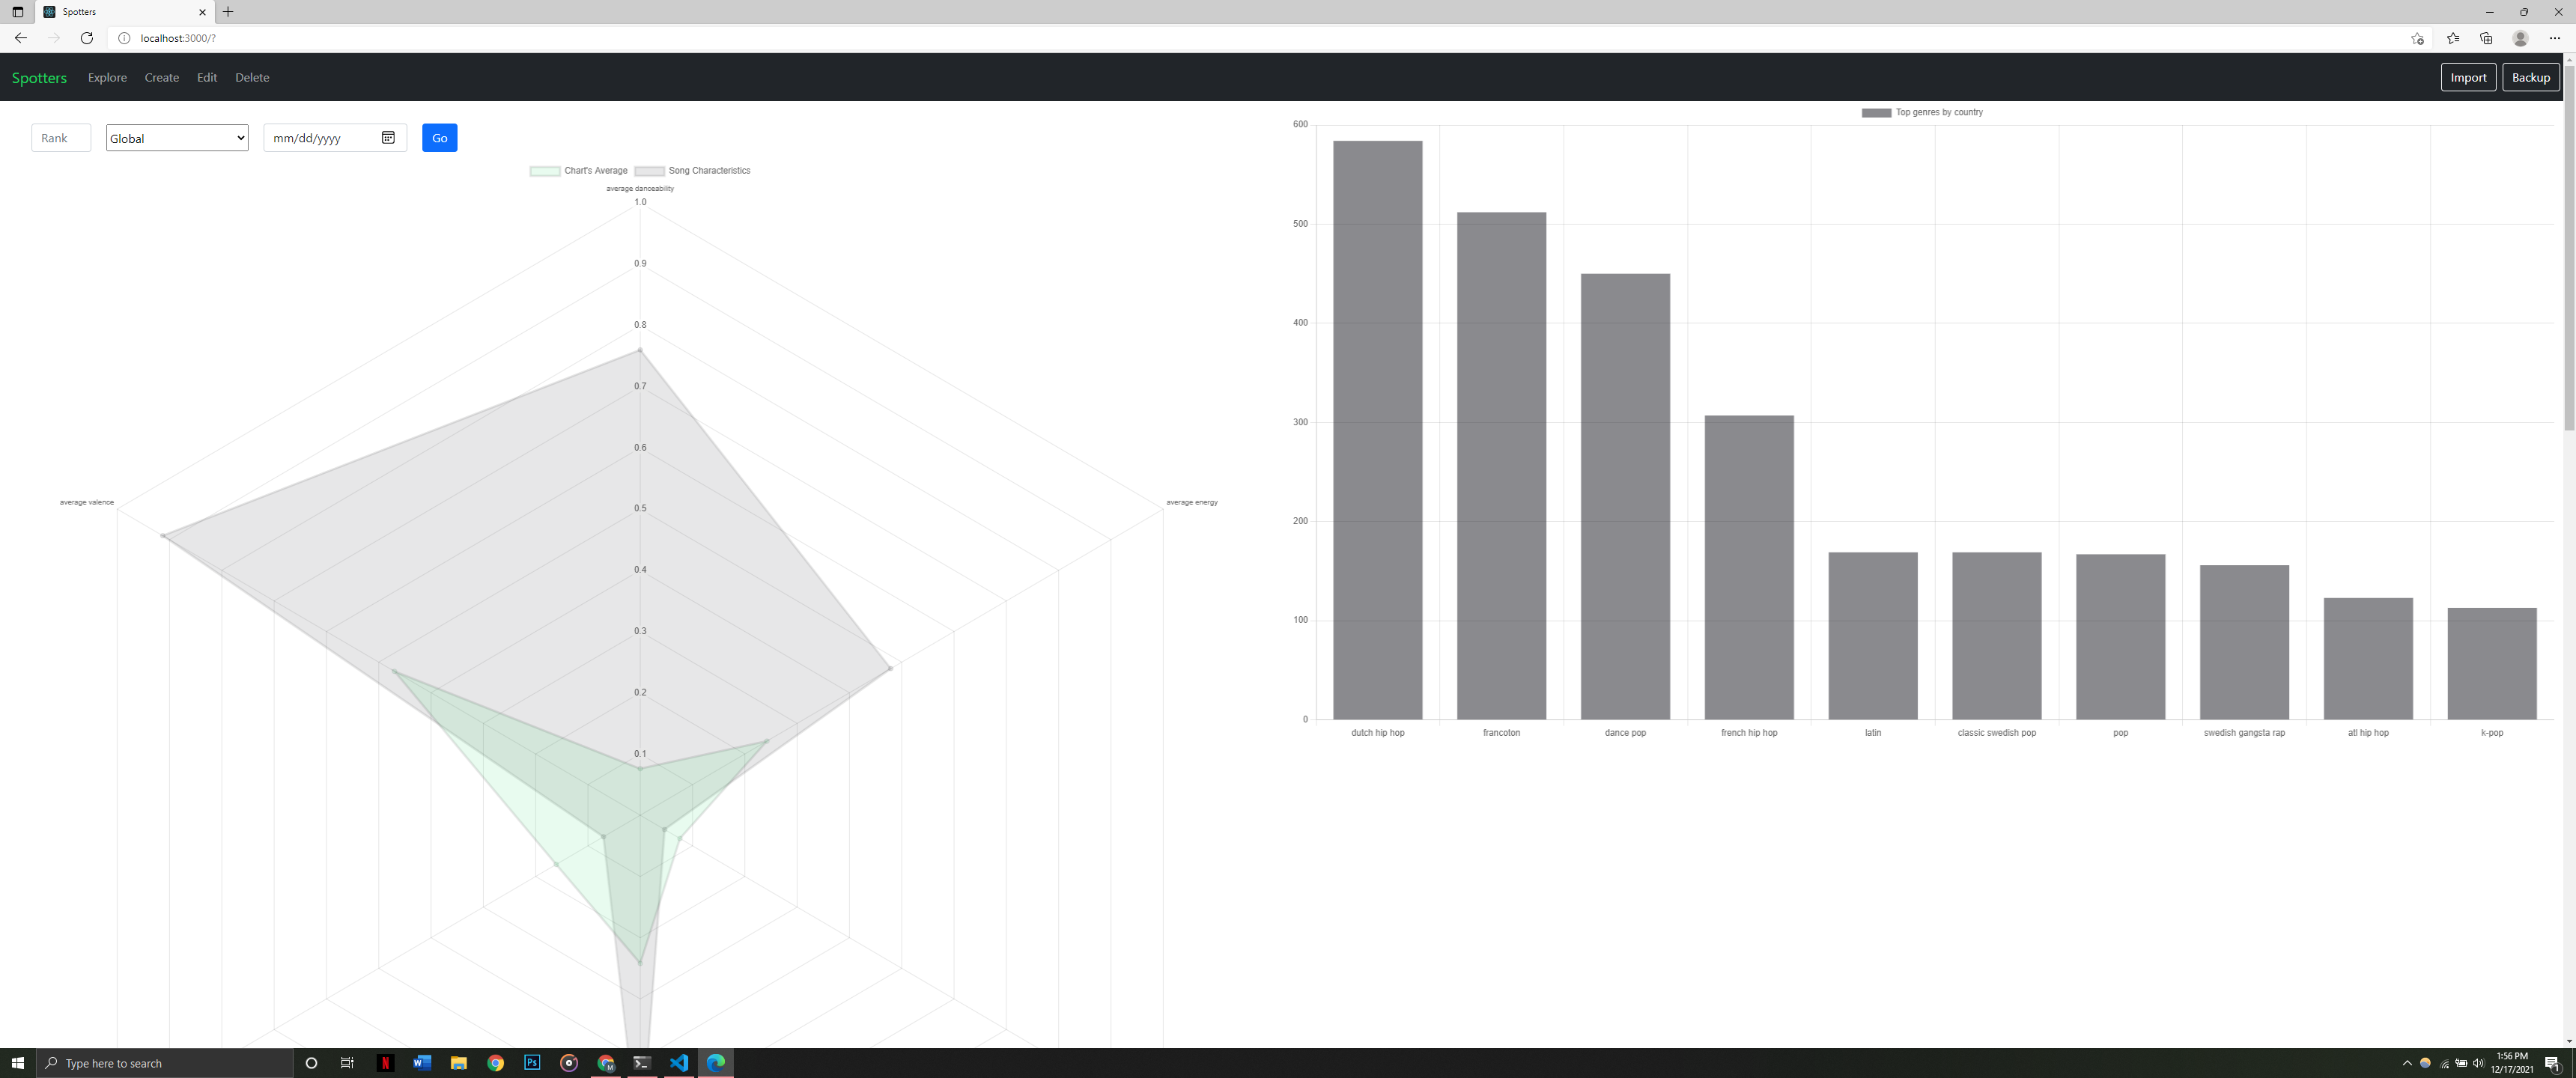 Spotters
localhost:3000/?
Spotters Explore Create Edit Delete Import Backup
Rank Global mm/dd/yyyy Go
Chart's Average Song Characteristics
average danceability
1.0
0.9
0.8
0.7
0.6
0.5
0.4
0.3
0.2
0.1
average valence
average energy
Top genres by country
600
500
400
300
200
100
0
dutch hip hop francoton dance pop french hip hop latin classic swedish pop pop swedish gangsta rap atl hip hop k-pop
Type here to search
N
W
Ps
M
1:56 PM
12/17/2021
1